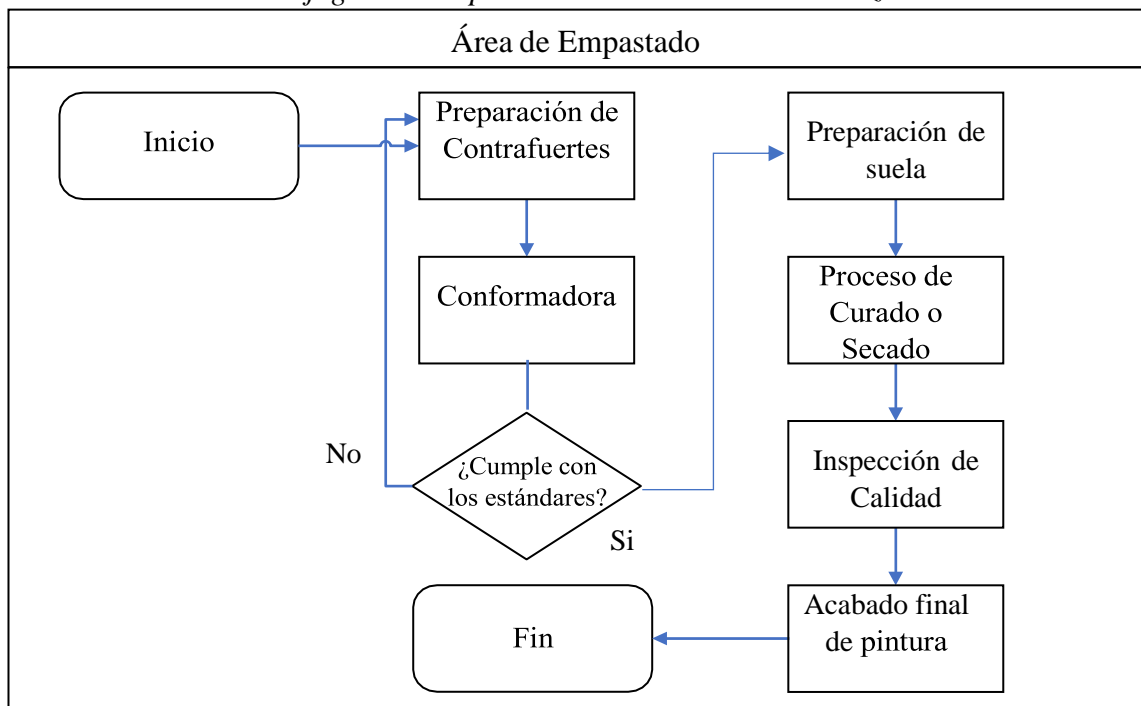 Área de Empastado
Inicio
Preparación de
Contrafuertes
Conformadora
¿Cumple con
los estándares?
No
Si
Preparación de
suela
Proceso de
Curado o
Secado
Inspección de
Calidad
Acabado final
de pintura
Fin